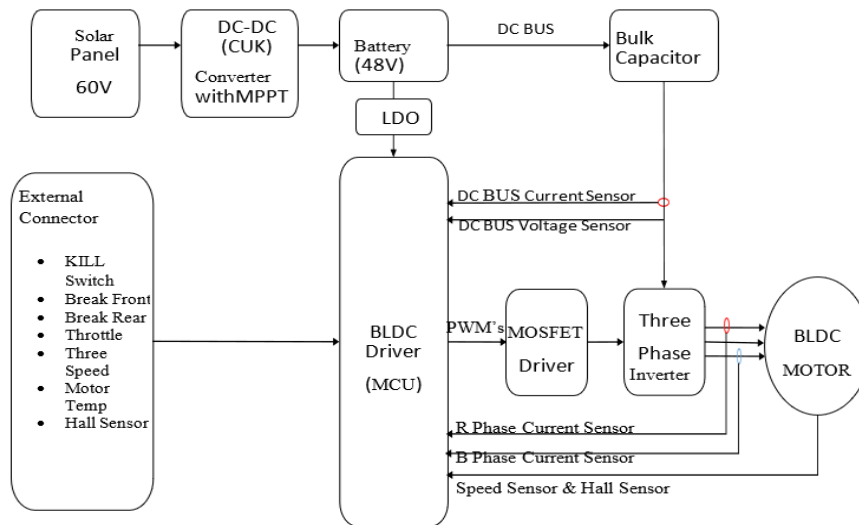 Solar
Panel
60V
DC-DC
(CUK)
Converter
withMPPT
Battery
(48V)
DC BUS
Bulk
Capacitor
LDO
External
Connector
• KILL
Switch
• Break Front
• Break Rear
• Throttle
• Three
Speed
• Motor
Temp
• Hall Sensor
BLDC
Driver
(MCU)
DC BUS Current Sensor
DC BUS Voltage Sensor
PWM's
MOSFET
Driver
Three
Phase
Inverter
BLDC
MOTOR
R Phase Current Sensor
B Phase Current Sensor
Speed Sensor & Hall Sensor